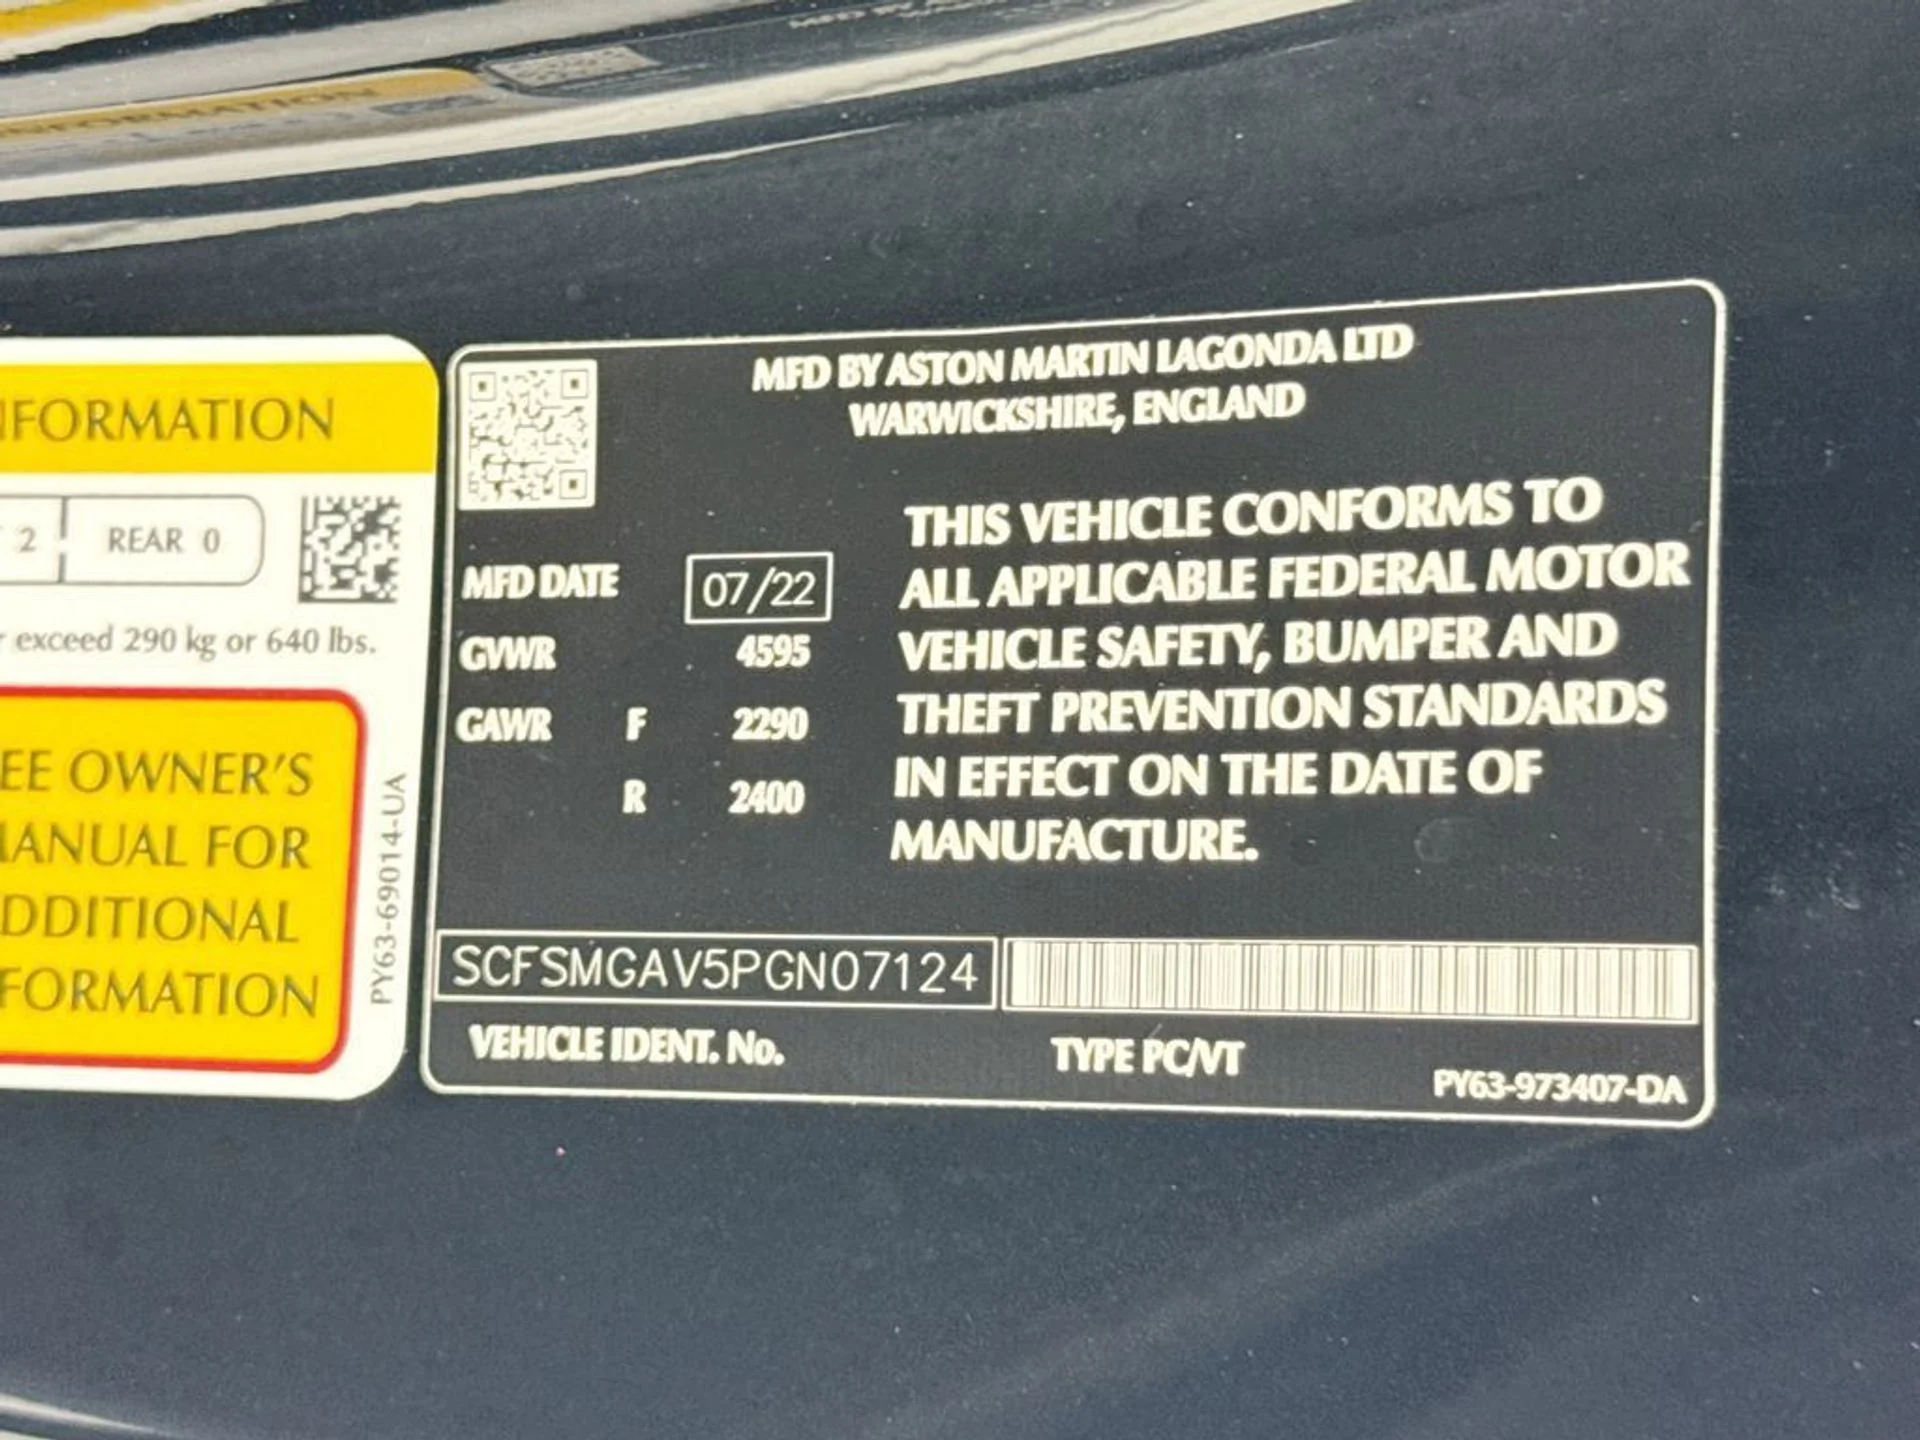 INFORMATION
NFORMATION
2 REAR 0
exceed 290 kg or 640 lbs.
EE OWNER'S
MANUAL FOR
DDITIONAL
FORMATION
PY63-69014-UA
MFD BY ASTON MARTIN LAGONDA LTD
WARWICKSHIRE, ENGLAND
MFD DATE 07/22
GVWR 4595
GAWR F 2290
R 2400
THIS VEHICLE CONFORMS TO
ALL APPLICABLE FEDERAL MOTOR
VEHICLE SAFETY, BUMPER AND
THEFT PREVENTION STANDARDS
IN EFFECT ON THE DATE OF
MANUFACTURE.
SCFSMGAV5PGN07124
VEHICLE IDENT. No.
TYPE PC/VT
PY63-973407-DA